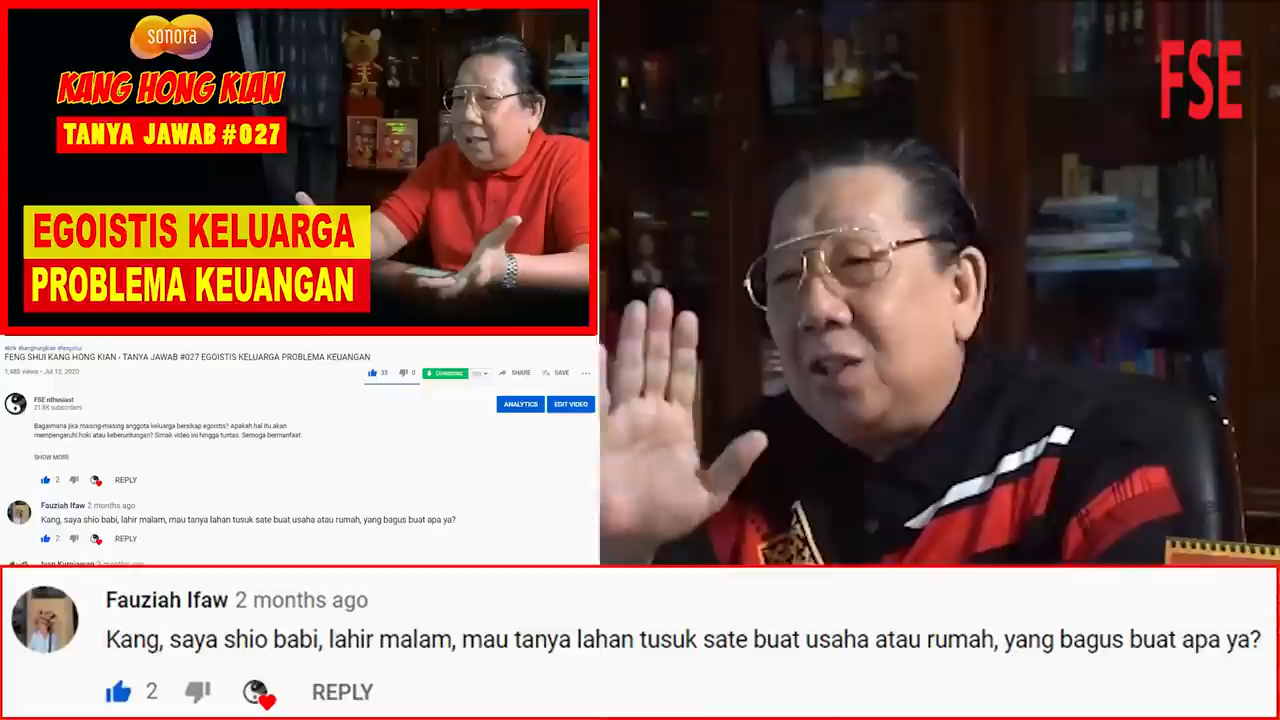 sonora
KANG HONG KIAN
TANYA JAWAB #027
EGOISTIS KELUARGA
PROBLEMA KEUANGAN
FSE
#klik #kanghongkian #fengshui
FENG SHUI KANG HONG KIAN - TANYA JAWAB #027 EGOISTIS KELUARGA PROBLEMA KEUANGAN
1,488 views • Jul 12, 2020
35
0
Download
SHARE
SAVE
FSE nthusiast
21.8K subscribers
ANALYTICS
EDIT VIDEO
Bagaimana jika masing-masing anggota keluarga bersikap egoistis? Apakah hal itu akan
mempengaruhi hoki atau keberuntungan? Simak video ini hingga tuntas. Semoga bermanfaat.
SHOW MORE
2
REPLY
Fauziah Ifaw 2 months ago
Kang, saya shio babi, lahir malam, mau tanya lahan tusuk sate buat usaha atau rumah, yang bagus buat apa ya?
2
REPLY
Fauziah Ifaw 2 months ago
Kang, saya shio babi, lahir malam, mau tanya lahan tusuk sate buat usaha atau rumah, yang bagus buat apa ya?
2
REPLY